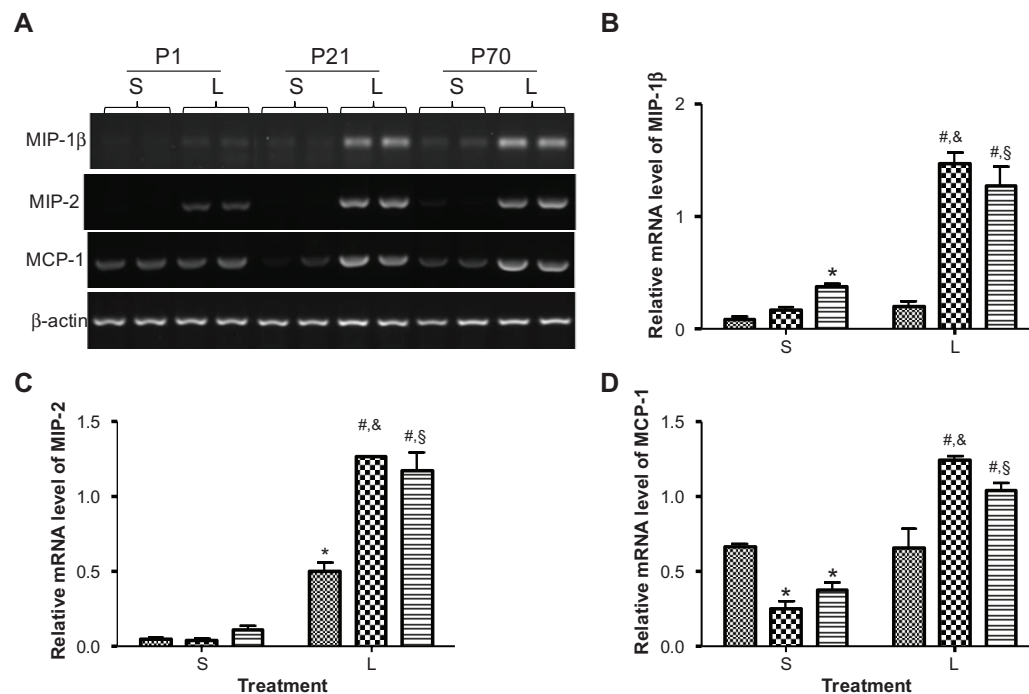 A
P1 P21 P70
S L S L S L
MIP-1β
MIP-2
MCP-1
β-actin
B
Relative mRNA level of MIP-1β
2
1
0
*
#,&
#,§
S L
C
Relative mRNA level of MIP-2
1.5
1.0
0.5
0.0
*
#,&
#,§
S L
Treatment
D
Relative mRNA level of MCP-1
1.5
1.0
0.5
0.0
*
*
#,&
#,§
S L
Treatment